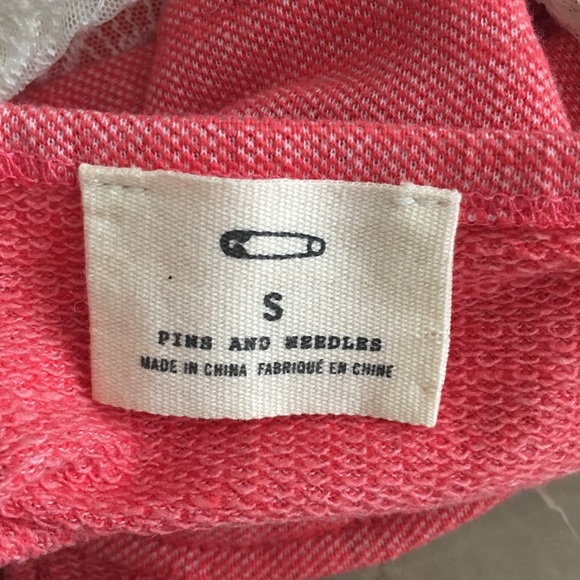 S
PINS AND NEEDLES
MADE IN CHINA FABRIQUÉ EN CHINE